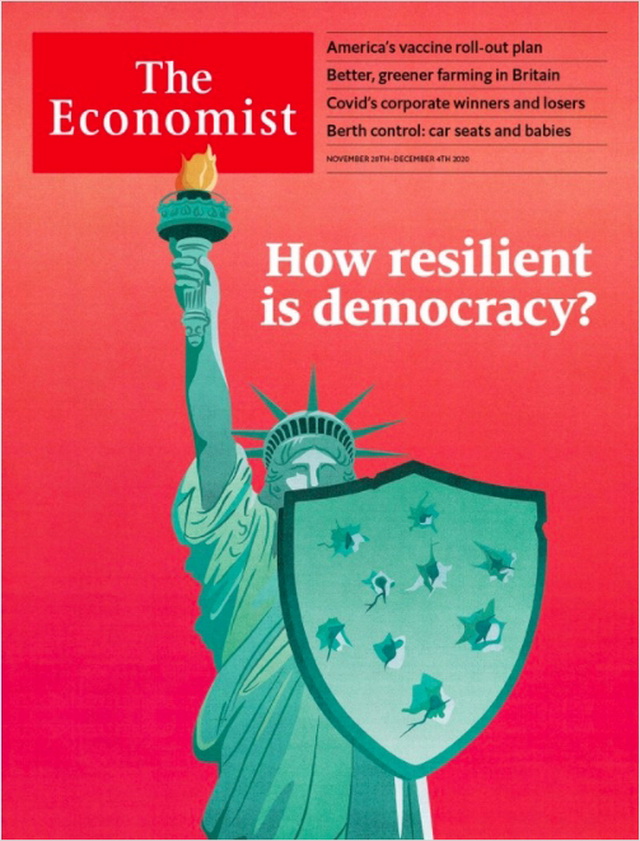 The
Economist
America's vaccine roll-out plan
Better, greener farming in Britain
Covid's corporate winners and losers
Berth control: car seats and babies
NOVEMBER 28TH-DECEMBER 4TH 2020
How resilient
is democracy?